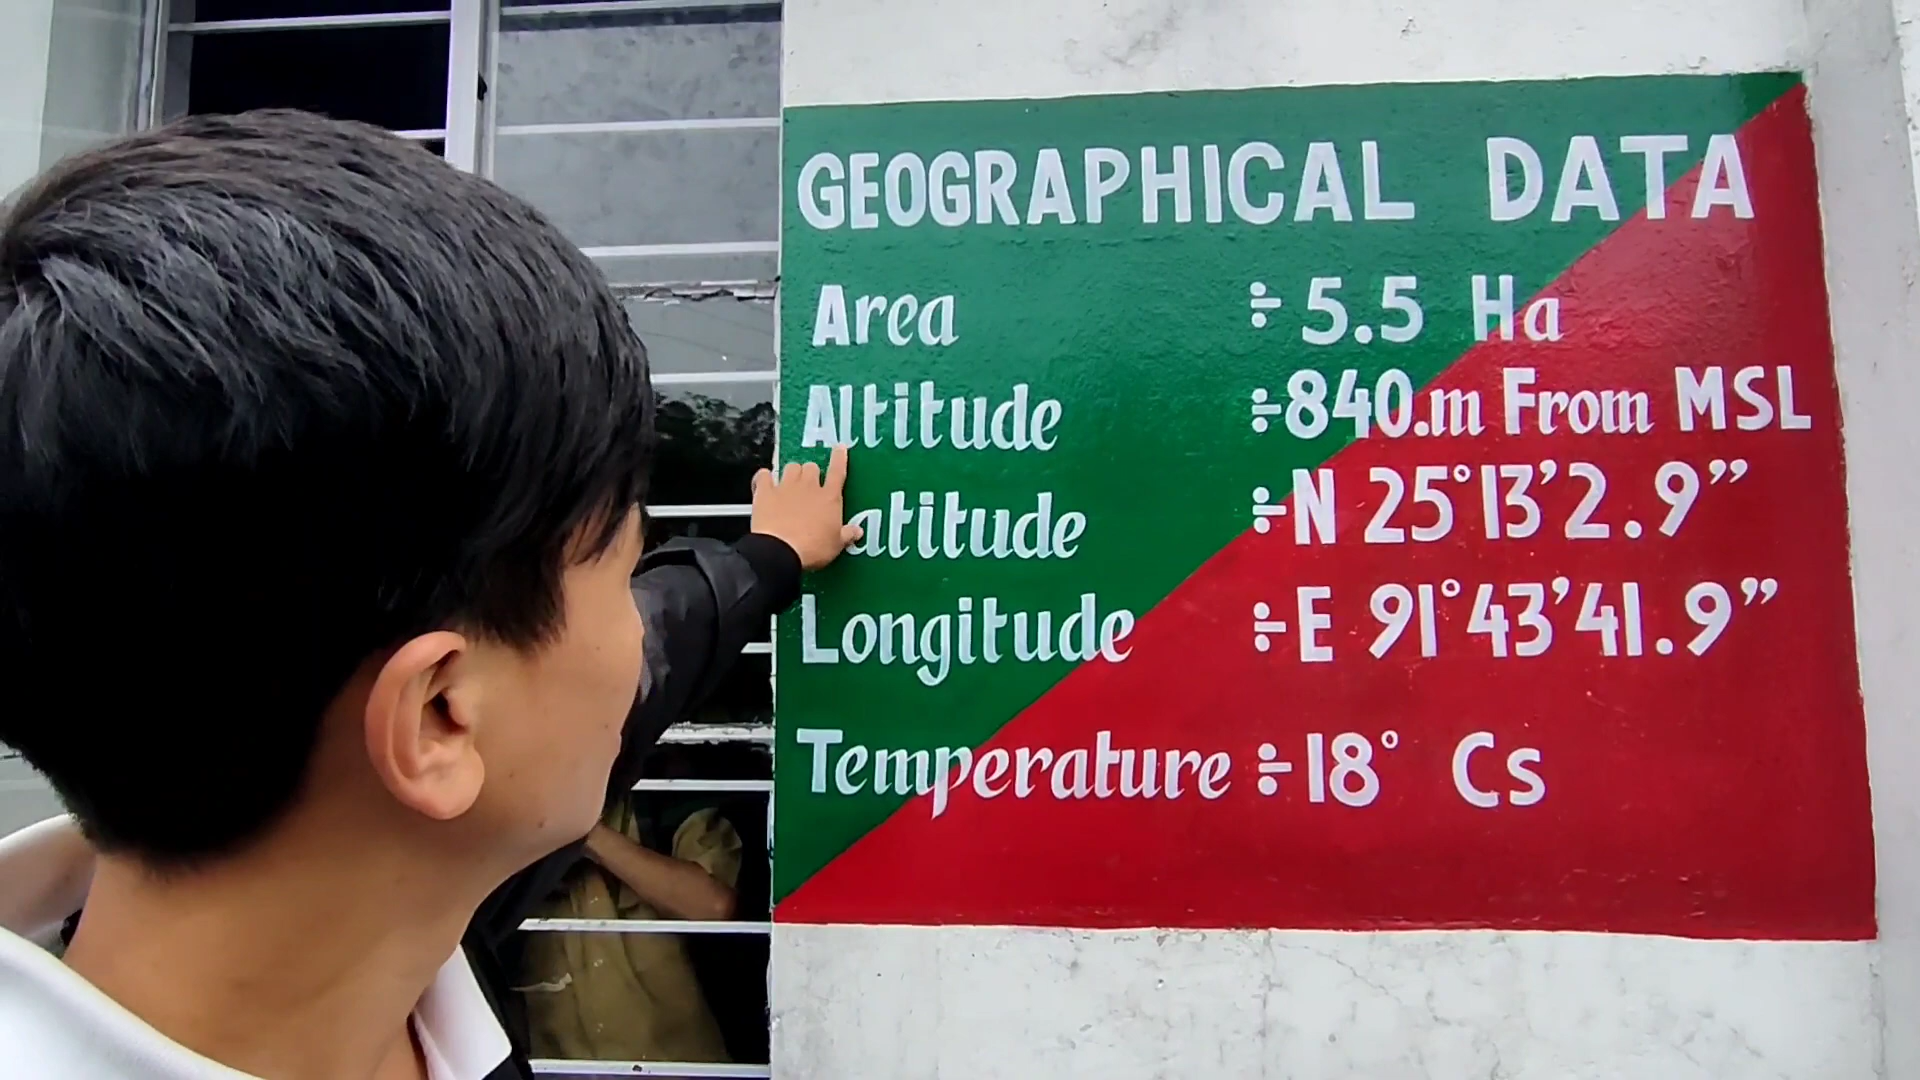 GEOGRAPHICAL DATA
Area ÷ 5.5 Ha
Altitude ÷ 840.m From MSL
atitude ÷ N 25°13’2.9”
Longitude ÷ E 91°43’41.9”
Temperature ÷ 18° Cs